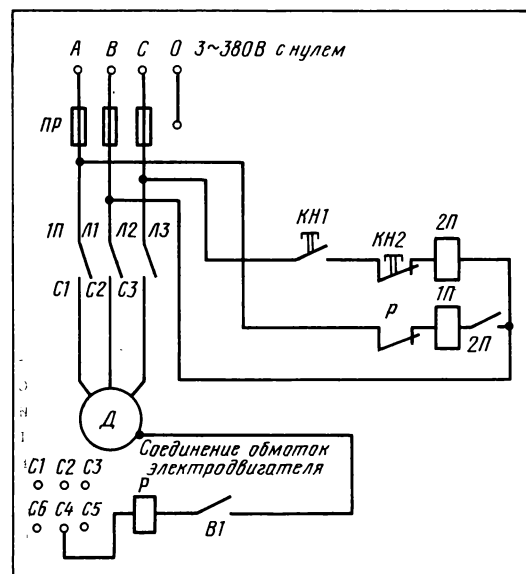 А В С О 3~380В с нулем
ПР
КН1
КН2
2П
1П Л1 Л2 Л3
1П
С1 С2 С3
Р
2П
Д
Соединение обмоток
электродвигателя
С1 С2 С3
Р
С6 С4 С5
В1